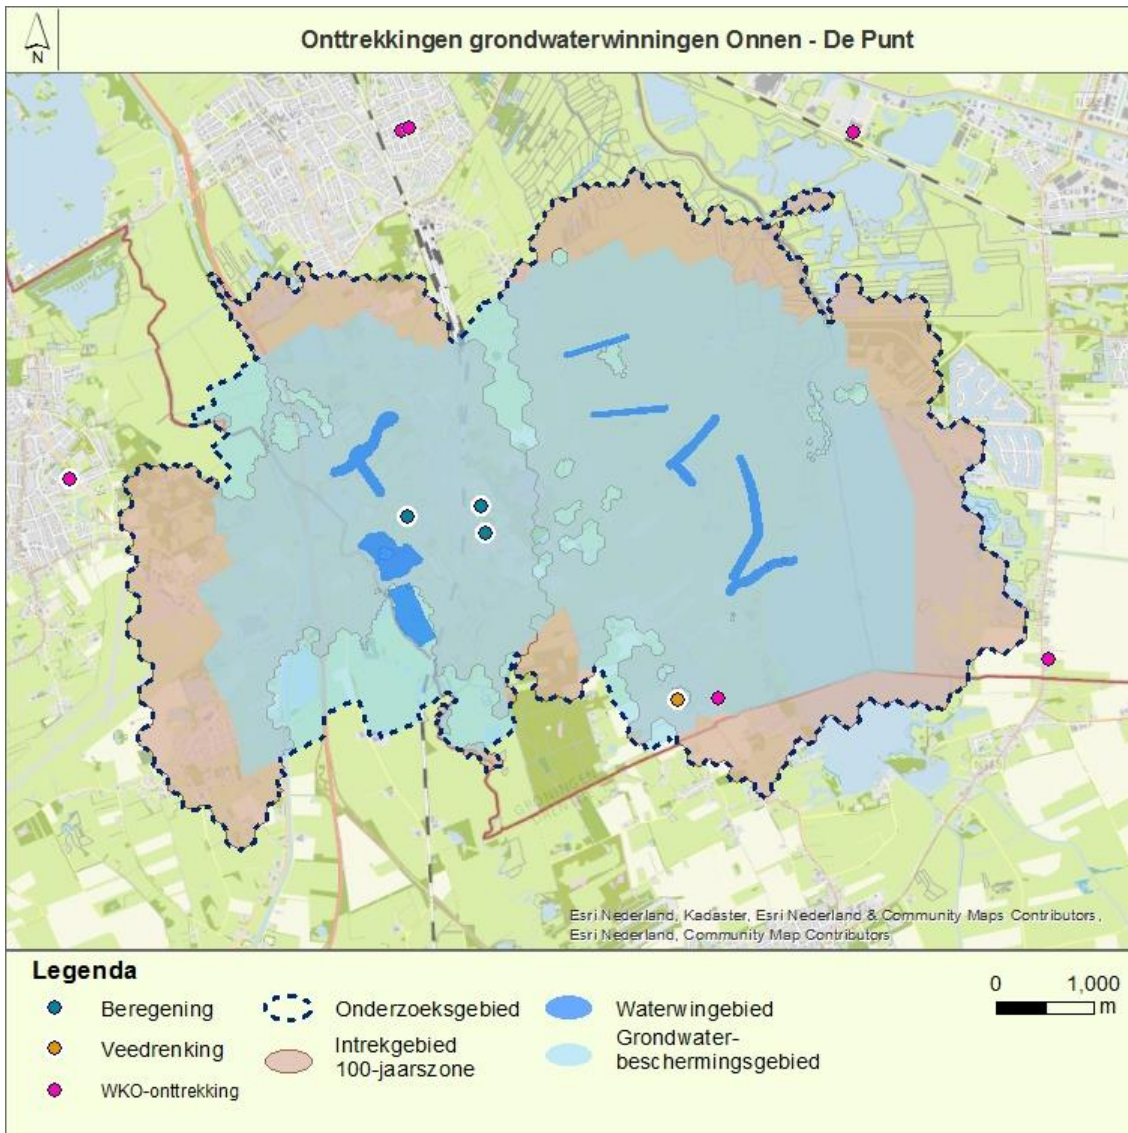 N
Onttrekkingen grondwaterwinningen Onnen - De Punt
GRONINGEN
Esri Nederland, Kadaster, Esri Nederland & Community Maps Contributors,
Esri Nederland, Community Map Contributors
Legenda
Beregening
Veedrenking
WKO-onttrekking
Onderzoeksgebied
Intrekgebied
100-jaarszone
Waterwingebied
Grondwater-
beschermingsgebied
0 1,000
m